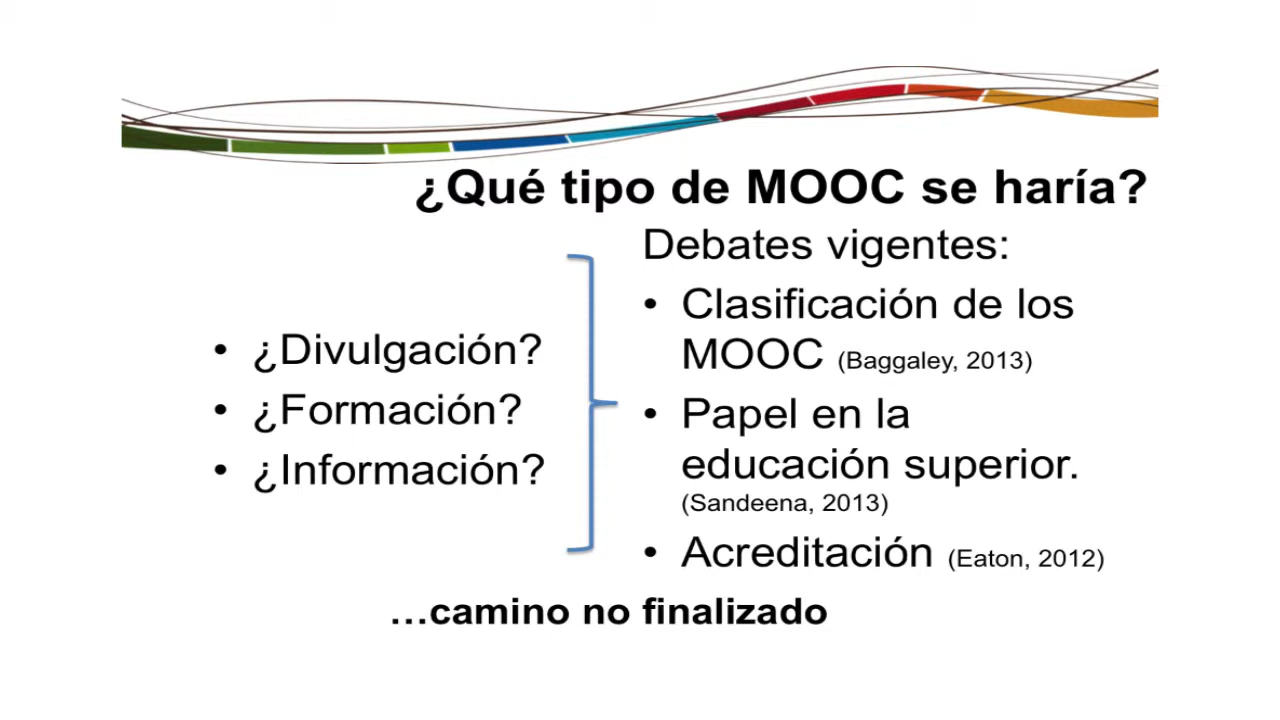 ¿Qué tipo de MOOC se haría?
• ¿Divulgación?
• ¿Formación?
• ¿Información?
Debates vigentes:
• Clasificación de los
MOOC (Baggaley, 2013)
• Papel en la
educación superior.
(Sandeena, 2013)
• Acreditación (Eaton, 2012)
…camino no finalizado